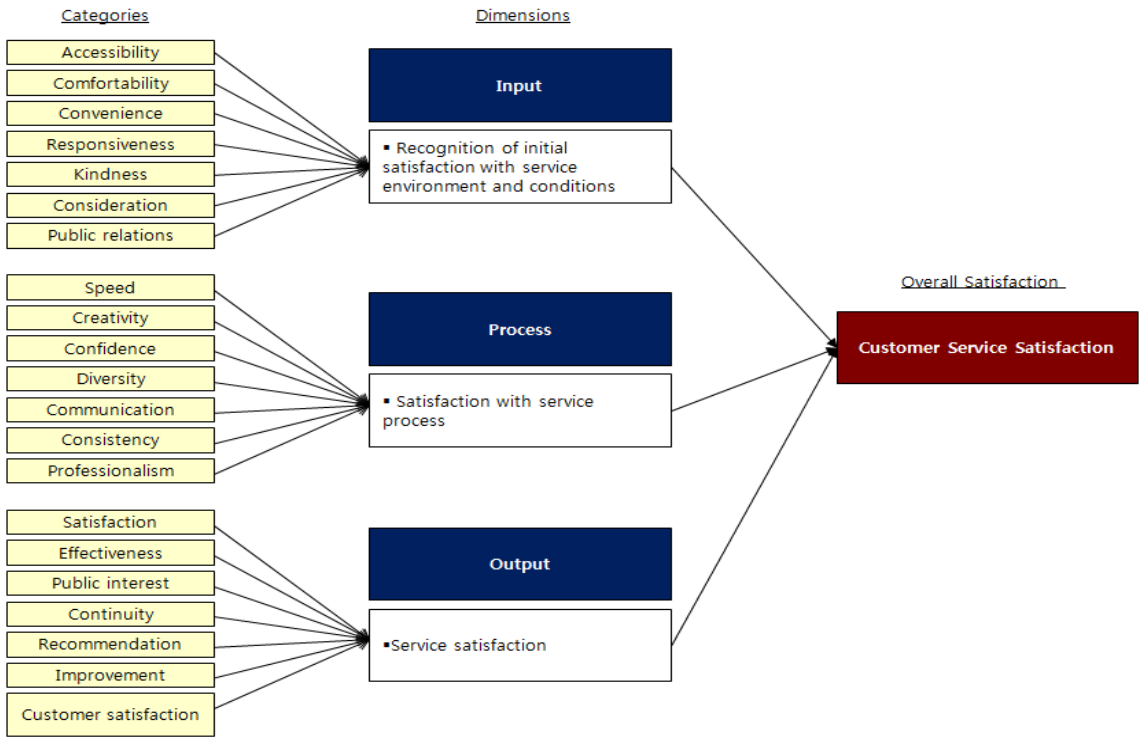 Categories
Dimensions
Accessibility
Comfortability
Convenience
Responsiveness
Kindness
Consideration
Public relations
Input
▪ Recognition of initial
satisfaction with service
environment and conditions
Speed
Creativity
Confidence
Diversity
Communication
Consistency
Professionalism
Process
▪ Satisfaction with service
process
Satisfaction
Effectiveness
Public interest
Continuity
Recommendation
Improvement
Customer satisfaction
Output
▪Service satisfaction
Overall Satisfaction
Customer Service Satisfaction